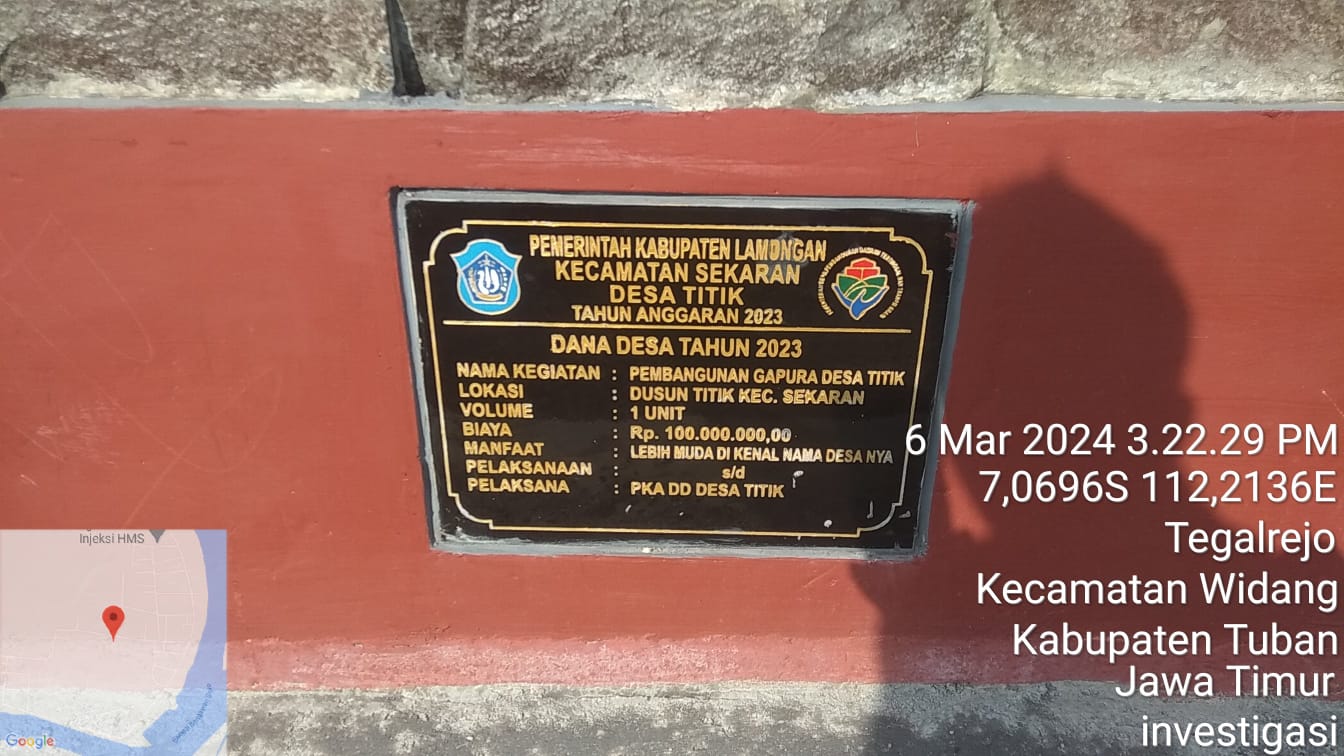 PEMERINTAH KABUPATEN LAMONGAN
KECAMATAN SEKARAN
DESA TITIK
TAHUN ANGGARAN 2023
DANA DESA TAHUN 2023
NAMA KEGIATAN : PEMBANGUNAN GAPURA DESA TITIK
LOKASI : DUSUN TITIK KEC. SEKARAN
VOLUME : 1 UNIT
BIAYA : Rp. 100.000.000,00
MANFAAT : LEBIH MUDA DI KENAL NAMA DESA NYA
PELAKSANAAN : s/d
PELAKSANA : PKA DD DESA TITIK
6 Mar 2024 3.22.29 PM
7,0696S 112,2136E
Tegalrejo
Kecamatan Widang
Kabupaten Tuban
Jawa Timur
investigasi
Injeksi HMS
Google